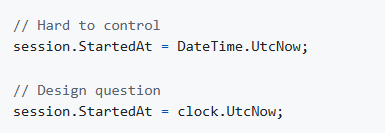 // Hard to control
session.StartedAt = DateTime.UtcNow;
// Design question
session.StartedAt = clock.UtcNow;